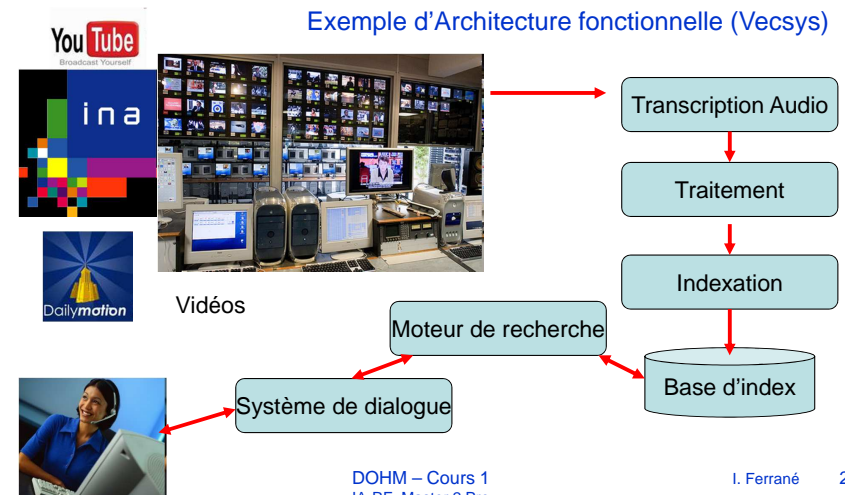 Exemple d'Architecture fonctionnelle (Vecsys)
You Tube
Broadcast Yourself
ina
Dailymotion
Vidéos
Transcription Audio
Traitement
Indexation
Base d'index
Moteur de recherche
Système de dialogue
DOHM – Cours 1
I. Ferrané